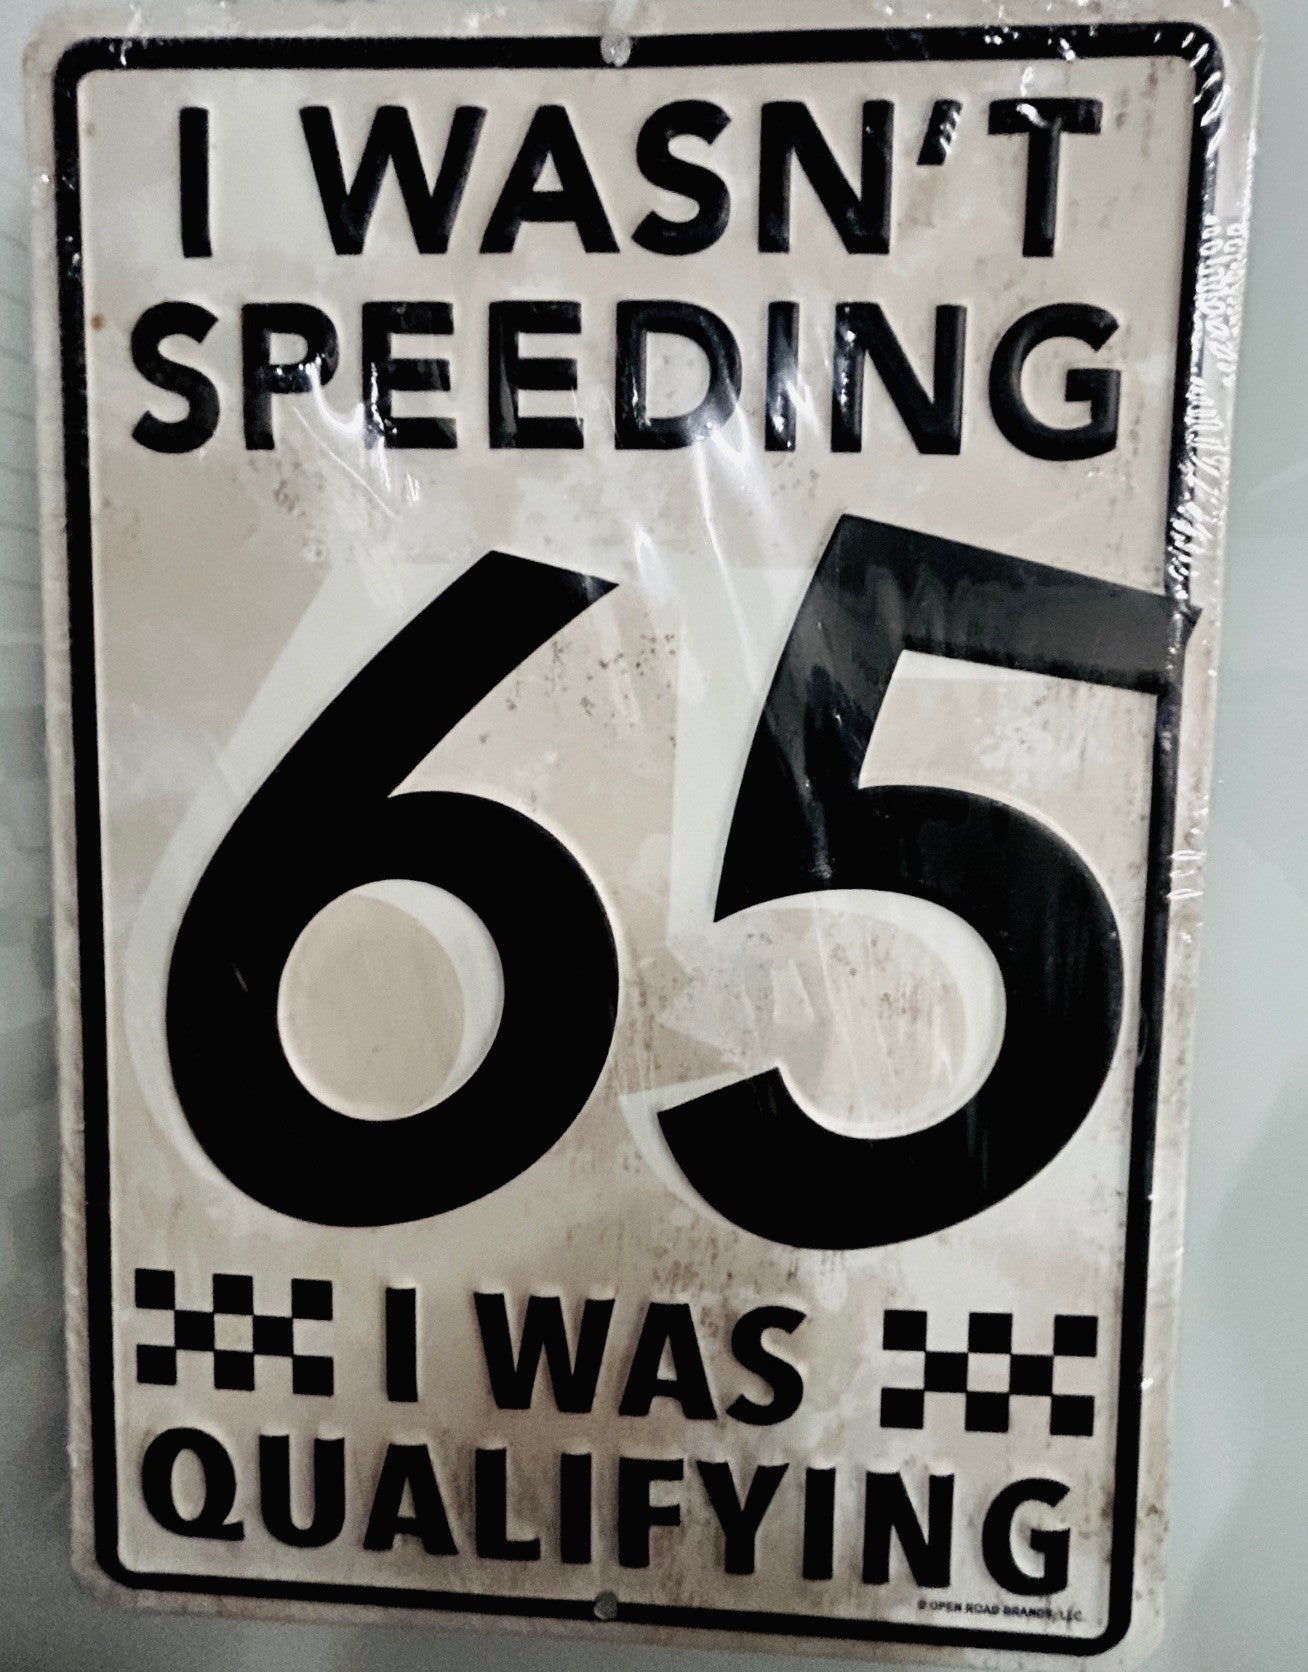 I WASN'T
SPEEDING
65
I WAS
QUALIFYING
© OPEN ROAD BRANDS, LLC.